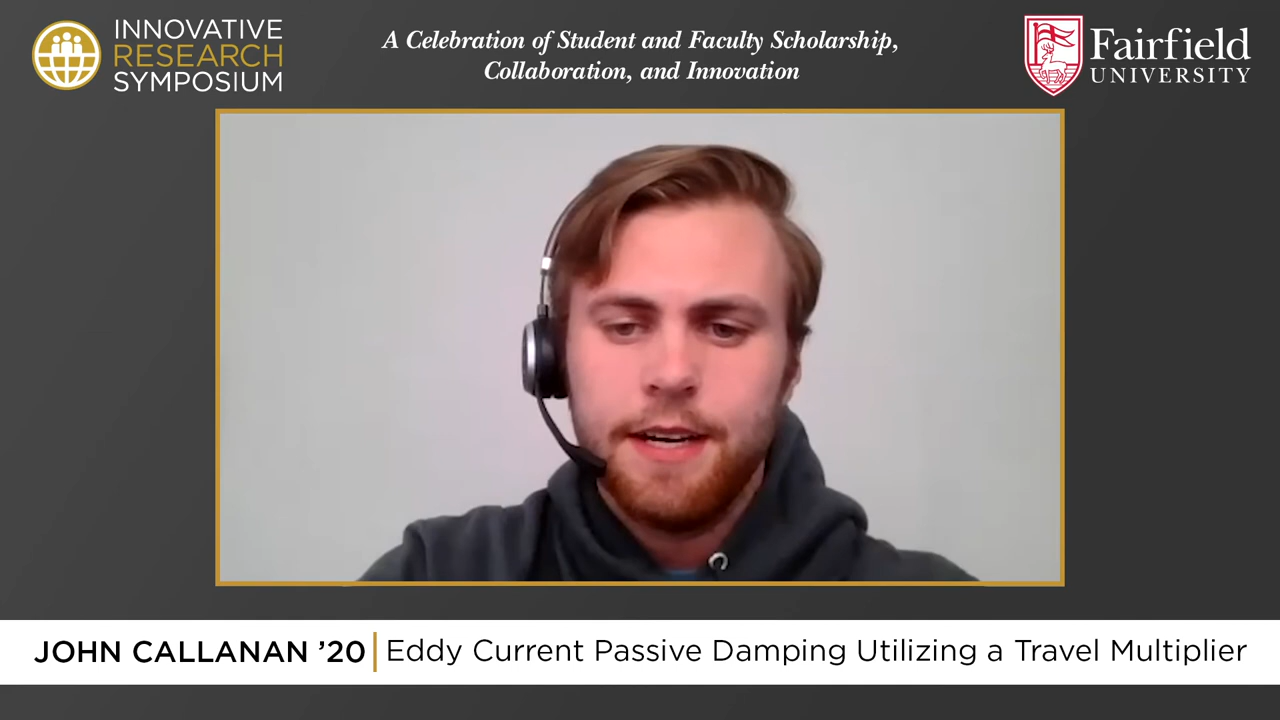 INNOVATIVE
RESEARCH
SYMPOSIUM
A Celebration of Student and Faculty Scholarship,
Collaboration, and Innovation
Fairfield
UNIVERSITY
JOHN CALLANAN ’20
Eddy Current Passive Damping Utilizing a Travel Multiplier